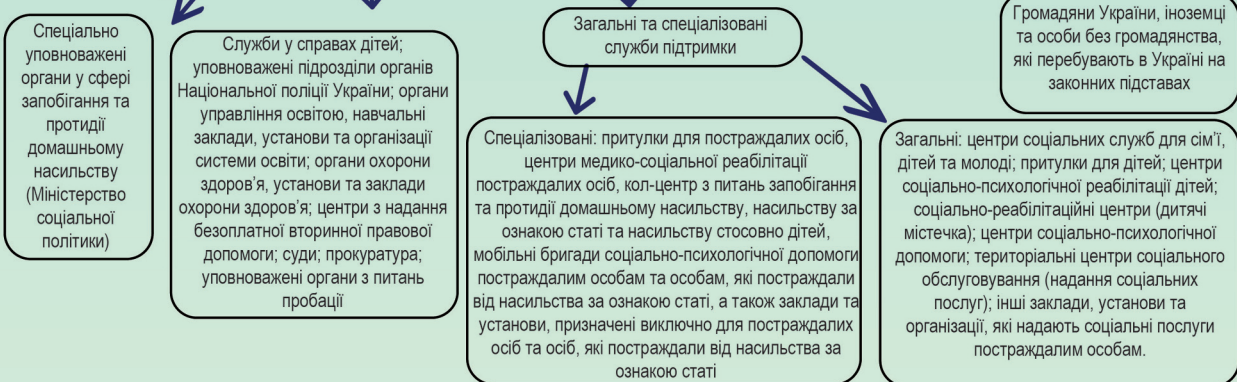 Спеціально
уповноважені
органи у сфері
запобігання та
протидії
домашньому
насильству
(Міністерство
соціальної
політики)
Служби у справах дітей;
уповноважені підрозділи органів
Національної поліції України; органи
управління освітою, навчальні
заклади, установи та організації
системи освіти; органи охорони
здоров’я, установи та заклади
охорони здоров’я; центри з надання
безоплатної вторинної правової
допомоги; суди; прокуратура;
уповноважені органи з питань
пробації
Загальні та спеціалізовані
служби підтримки
Громадяни України, іноземці
та особи без громадянства,
які перебувають в Україні на
законних підставах
Спеціалізовані: притулки для постраждалих осіб,
центри медико-соціальної реабілітації
постраждалих осіб, кол-центр з питань запобігання
та протидії домашньому насильству, насильству за
ознакою статі та насильству стосовно дітей,
мобільні бригади соціально-психологічної допомоги
постраждалим особам та особам, які постраждали
від насильства за ознакою статі, а також заклади та
установи, призначені виключно для постраждалих
осіб та осіб, які постраждали від насильства за
ознакою статі
Загальні: центри соціальних служб для сім’ї,
дітей та молоді; притулки для дітей; центри
соціально-психологічної реабілітації дітей;
соціально-реабілітаційні центри (дитячі
містечка); центри соціально-психологічної
допомоги; територіальні центри соціального
обслуговування (надання соціальних
послуг); інші заклади, установи та
організації, які надають соціальні послуги
постраждалим особам.